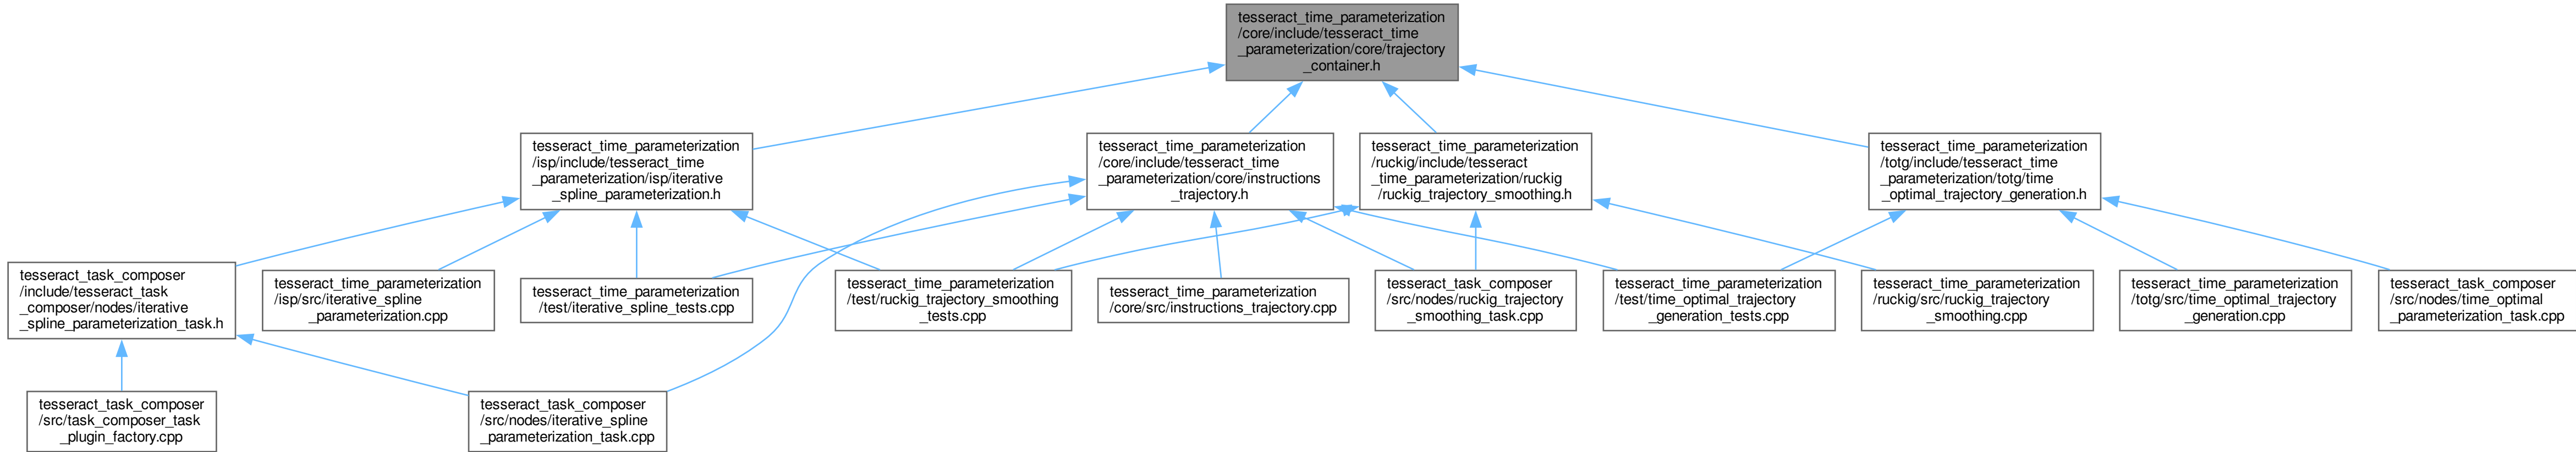 tesseract_time_parameterization
/core/include/tesseract_time
_parameterization/core/trajectory
_container.h
tesseract_time_parameterization
/isp/include/tesseract_time
_parameterization/isp/iterative
_spline_parameterization.h
tesseract_time_parameterization
/core/include/tesseract_time
_parameterization/core/instructions
_trajectory.h
tesseract_time_parameterization
/ruckig/include/tesseract
_time_parameterization/ruckig
/ruckig_trajectory_smoothing.h
tesseract_time_parameterization
/totg/include/tesseract_time
_parameterization/totg/time
_optimal_trajectory_generation.h
tesseract_task_composer
/include/tesseract_task
_composer/nodes/iterative
_spline_parameterization_task.h
tesseract_time_parameterization
/isp/src/iterative_spline
_parameterization.cpp
tesseract_time_parameterization
/test/iterative_spline_tests.cpp
tesseract_time_parameterization
/test/ruckig_trajectory_smoothing
_tests.cpp
tesseract_time_parameterization
/core/src/instructions_trajectory.cpp
tesseract_task_composer
/src/nodes/ruckig_trajectory
_smoothing_task.cpp
tesseract_time_parameterization
/test/time_optimal_trajectory
_generation_tests.cpp
tesseract_time_parameterization
/ruckig/src/ruckig_trajectory
_smoothing.cpp
tesseract_time_parameterization
/totg/src/time_optimal_trajectory
_generation.cpp
tesseract_task_composer
/src/nodes/time_optimal
_parameterization_task.cpp
tesseract_task_composer
/src/task_composer_task
_plugin_factory.cpp
tesseract_task_composer
/src/nodes/iterative_spline
_parameterization_task.cpp